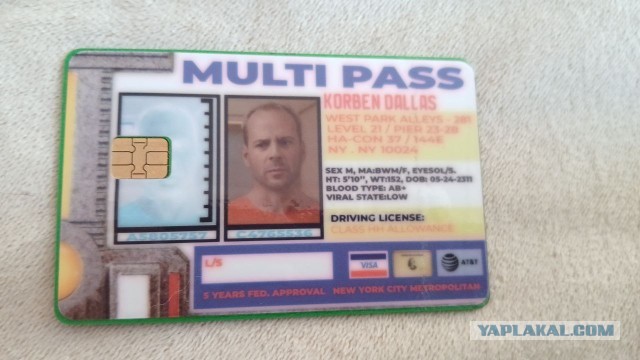 MULTI PASS
KORBEN DALLAS
WEST PARK ALLEYS - 281
LEVEL 21 / PIER 23-2B
HA-CON 37 / 144E
NY . NY 10024
SEX M, MA:BWM/F, EYESOL/S.
HT: 5'10", WT:152, DOB: 05-24-2311
BLOOD TYPE: AB+
VIRAL STATE:LOW
DRIVING LICENSE:
CLASS HH ALLOWANCE
L/S
VISA
AT&T
5 YEARS FED. APPROVAL NEW YORK CITY METROPOLITAN
YAPLAKAL.COM